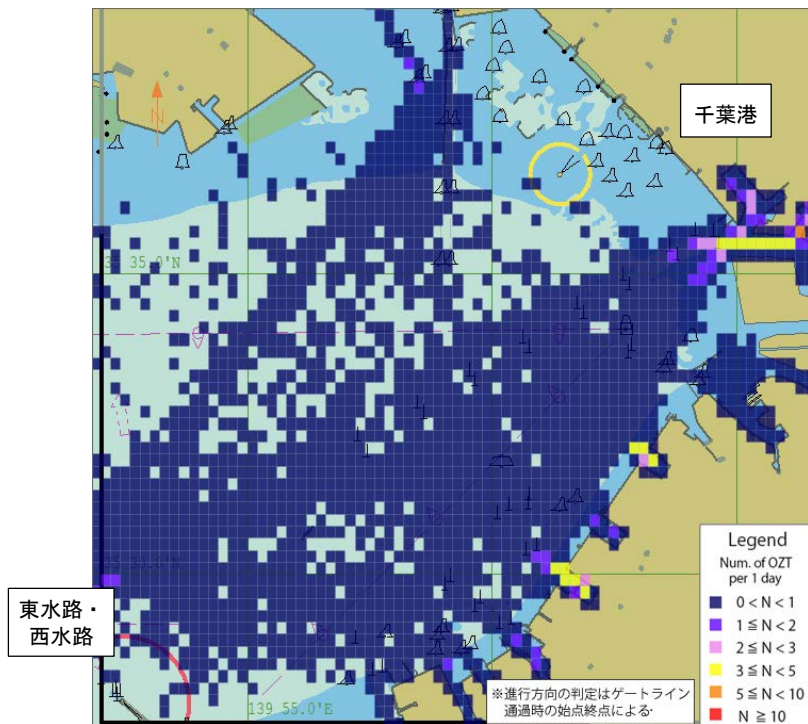 千葉港
N
35 35.0'N
東水路・
西水路
139 55.0'E
※進行方向の判定はゲートライン
通過時の始点終点による
Legend
Num. of OZT
per 1 day
0 < N < 1
1 ≦ N < 2
2 ≦ N < 3
3 ≦ N < 5
5 ≦ N < 10
N ≧ 10